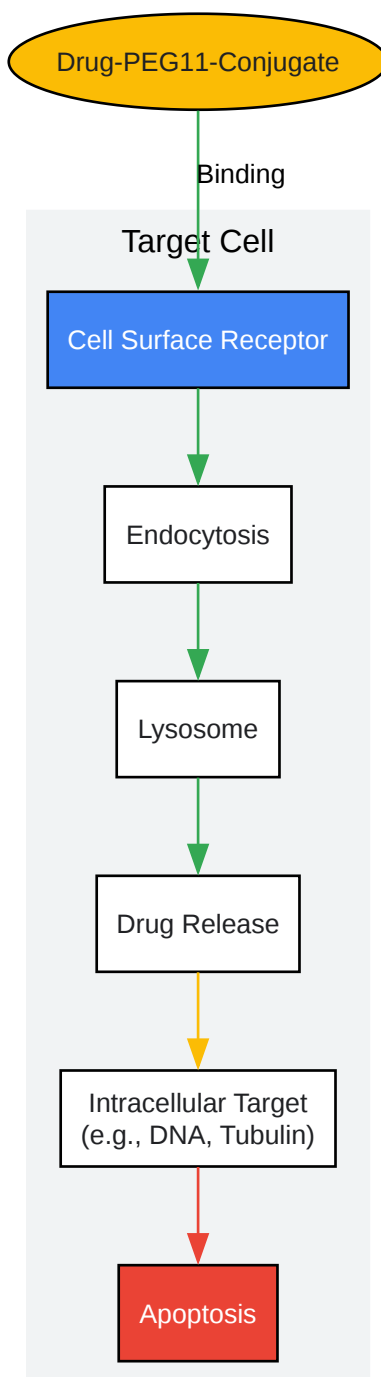 Drug-PEG11-Conjugate
Binding
Target Cell
Cell Surface Receptor
Endocytosis
Lysosome
Drug Release
Intracellular Target
(e.g., DNA, Tubulin)
Apoptosis